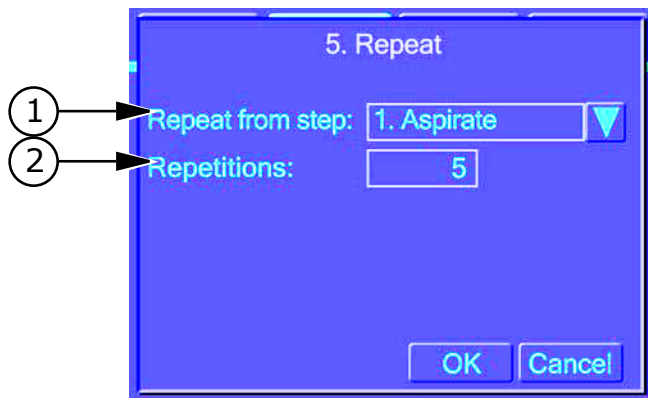 5. Repeat
1 Repeat from step: 1. Aspirate
2 Repetitions: 5
OK Cancel